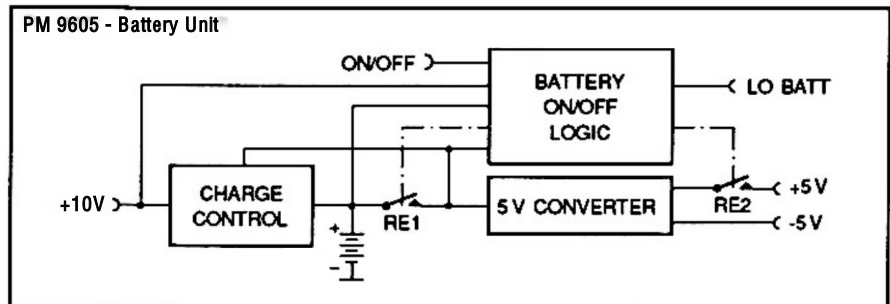 PM 9605 - Battery Unit
ON/OFF
BATTERY
ON/OFF
LOGIC
LO BATT
+10V
CHARGE
CONTROL
RE1
5V CONVERTER
RE2
+5V
-5V
+
-